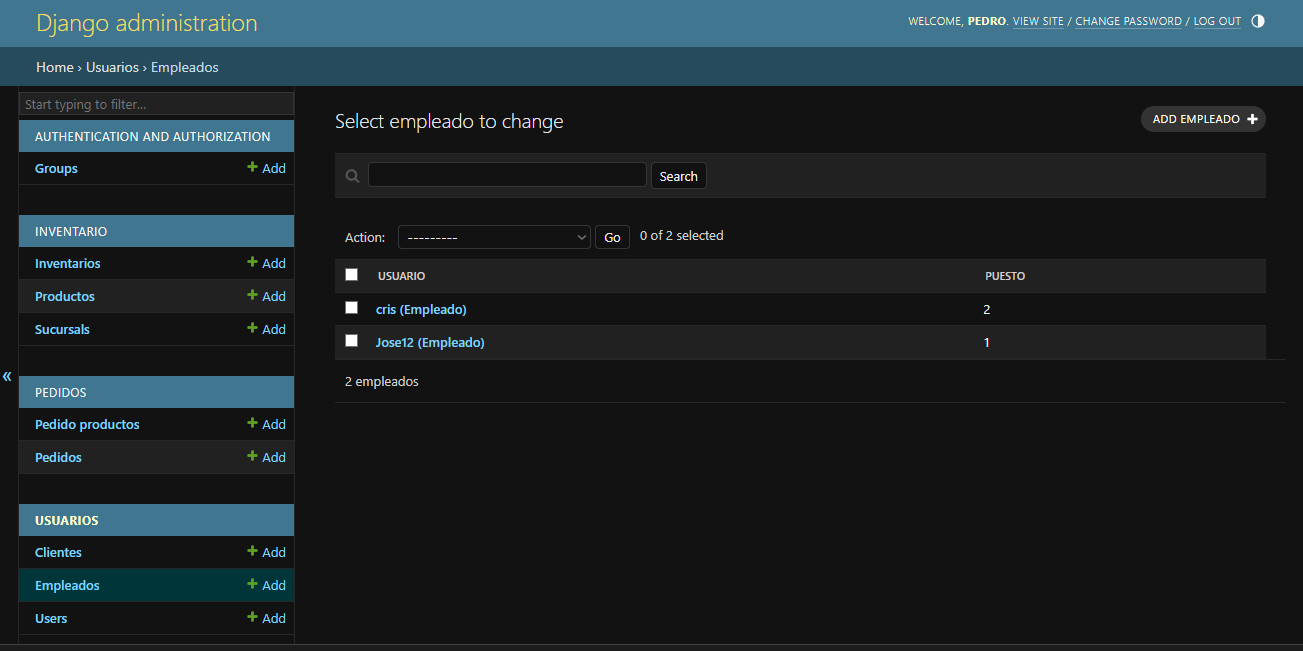 Django administration
WELCOME, PEDRO. VIEW SITE / CHANGE PASSWORD / LOG OUT
Home › Usuarios › Empleados
Start typing to filter...
AUTHENTICATION AND AUTHORIZATION
Groups + Add
INVENTARIO
Inventarios + Add
Productos + Add
Sucursals + Add
PEDIDOS
Pedido productos + Add
Pedidos + Add
USUARIOS
Clientes + Add
Empleados + Add
Users + Add
«
Select empleado to change
ADD EMPLEADO +
Search
Action: --------- Go 0 of 2 selected
USUARIO PUESTO
cris (Empleado) 2
Jose12 (Empleado) 1
2 empleados